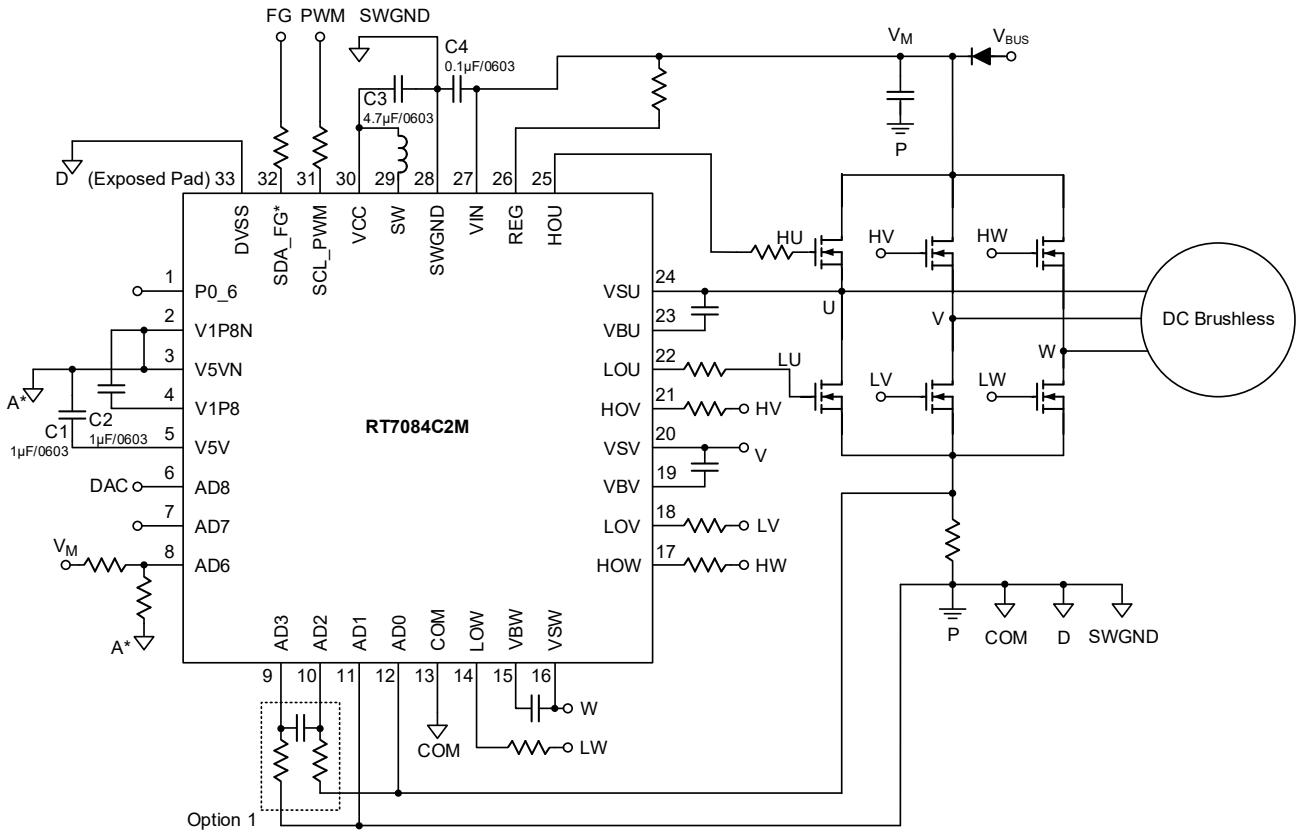 FG PWM SWGND
C4
0.1µF/0603
VM
VBUS
C3
4.7µF/0603
P
D
(Exposed Pad) 33 32 31 30 29 28 27 26 25
DVSS
SDA_FG*
SCL_PWM
VCC
SW
SWGND
VIN
REG
HOU
HU
HV
HW
1 P0_6
2 V1P8N
3 V5VN
4 V1P8
5 V5V
6 AD8
7 AD7
8 AD6
A*
C1
1µF/0603
C2
1µF/0603
DAC
VM
A*
RT7084C2M
VSU 24
VBU 23
LOU 22
HOV 21
VSV 20
VBV 19
LOV 18
HOW 17
U
V
W
DC Brushless
LU
LV
LW
HV
V
LV
HW
P
COM
D
SWGND
AD3
AD2
AD1
AD0
COM
LOW
VBW
VSW
9 10 11 12 13 14 15 16
W
LW
COM
Option 1